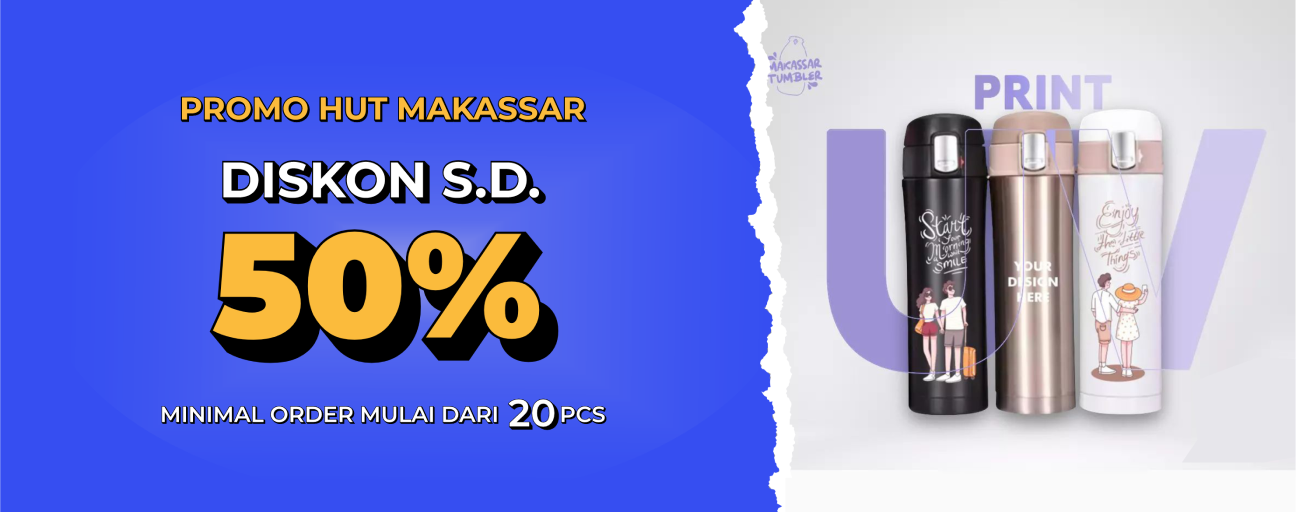 PROMO HUT MAKASSAR
DISKON S.D.
50%
MINIMAL ORDER MULAI DARI 20 PCS
MAKASSAR
TUMBLER
PRINT
UV
Start
Your
Morning
with
SMILE
YOUR
DESIGN
HERE
Enjoy
The Little
Things